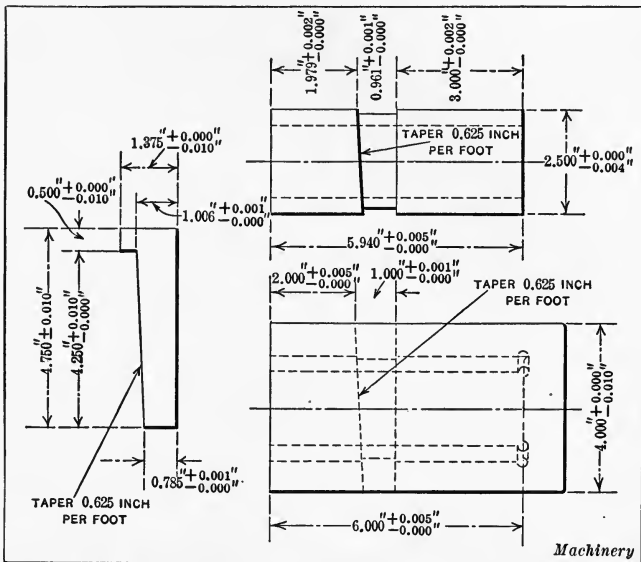 1.979"+0.002" −0.000"
0.961"+0.001" −0.000"
3.000"+0.002" −0.000"
TAPER 0.625 INCH
PER FOOT
2.500"+0.000" −0.004"
5.940"+0.005" −0.000"
1.375"+0.000" −0.010"
0.500"+0.000" −0.010"
1.006"+0.001" −0.000"
4.750"±0.010"
4.250"+0.010" −0.000"
0.785"+0.001" −0.000"
TAPER 0.625 INCH
PER FOOT
2.000"+0.005" −0.000"
1.000"+0.001" −0.000"
TAPER 0.625 INCH
PER FOOT
4.000"+0.000" −0.010"
6.000"+0.005" −0.000"
Machinery